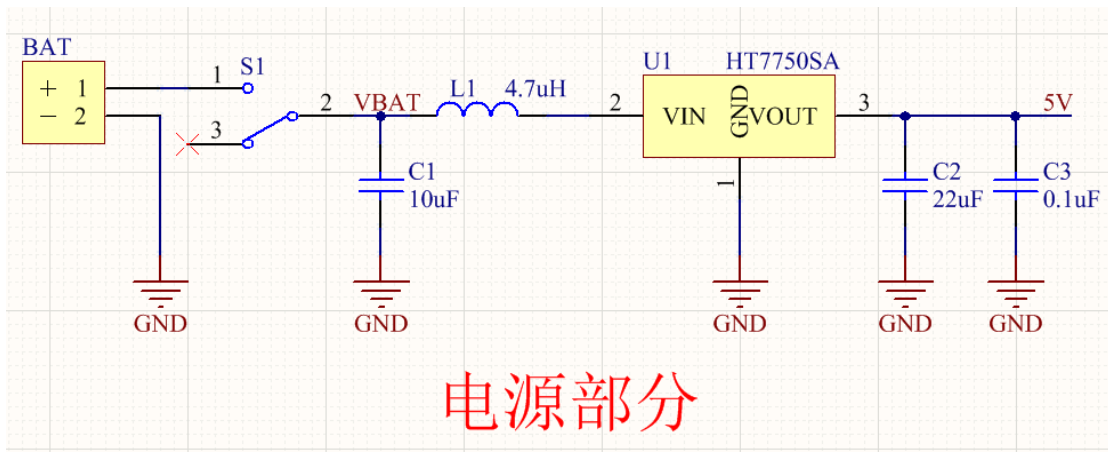 BAT
+ 1
− 2
1
S1
3
2
VBAT
L1 4.7uH
C1
10uF
2
U1 HT7750SA
VIN GND VOUT
1
3
5V
C2
22uF
C3
0.1uF
GND
GND
GND
GND
GND
电源部分